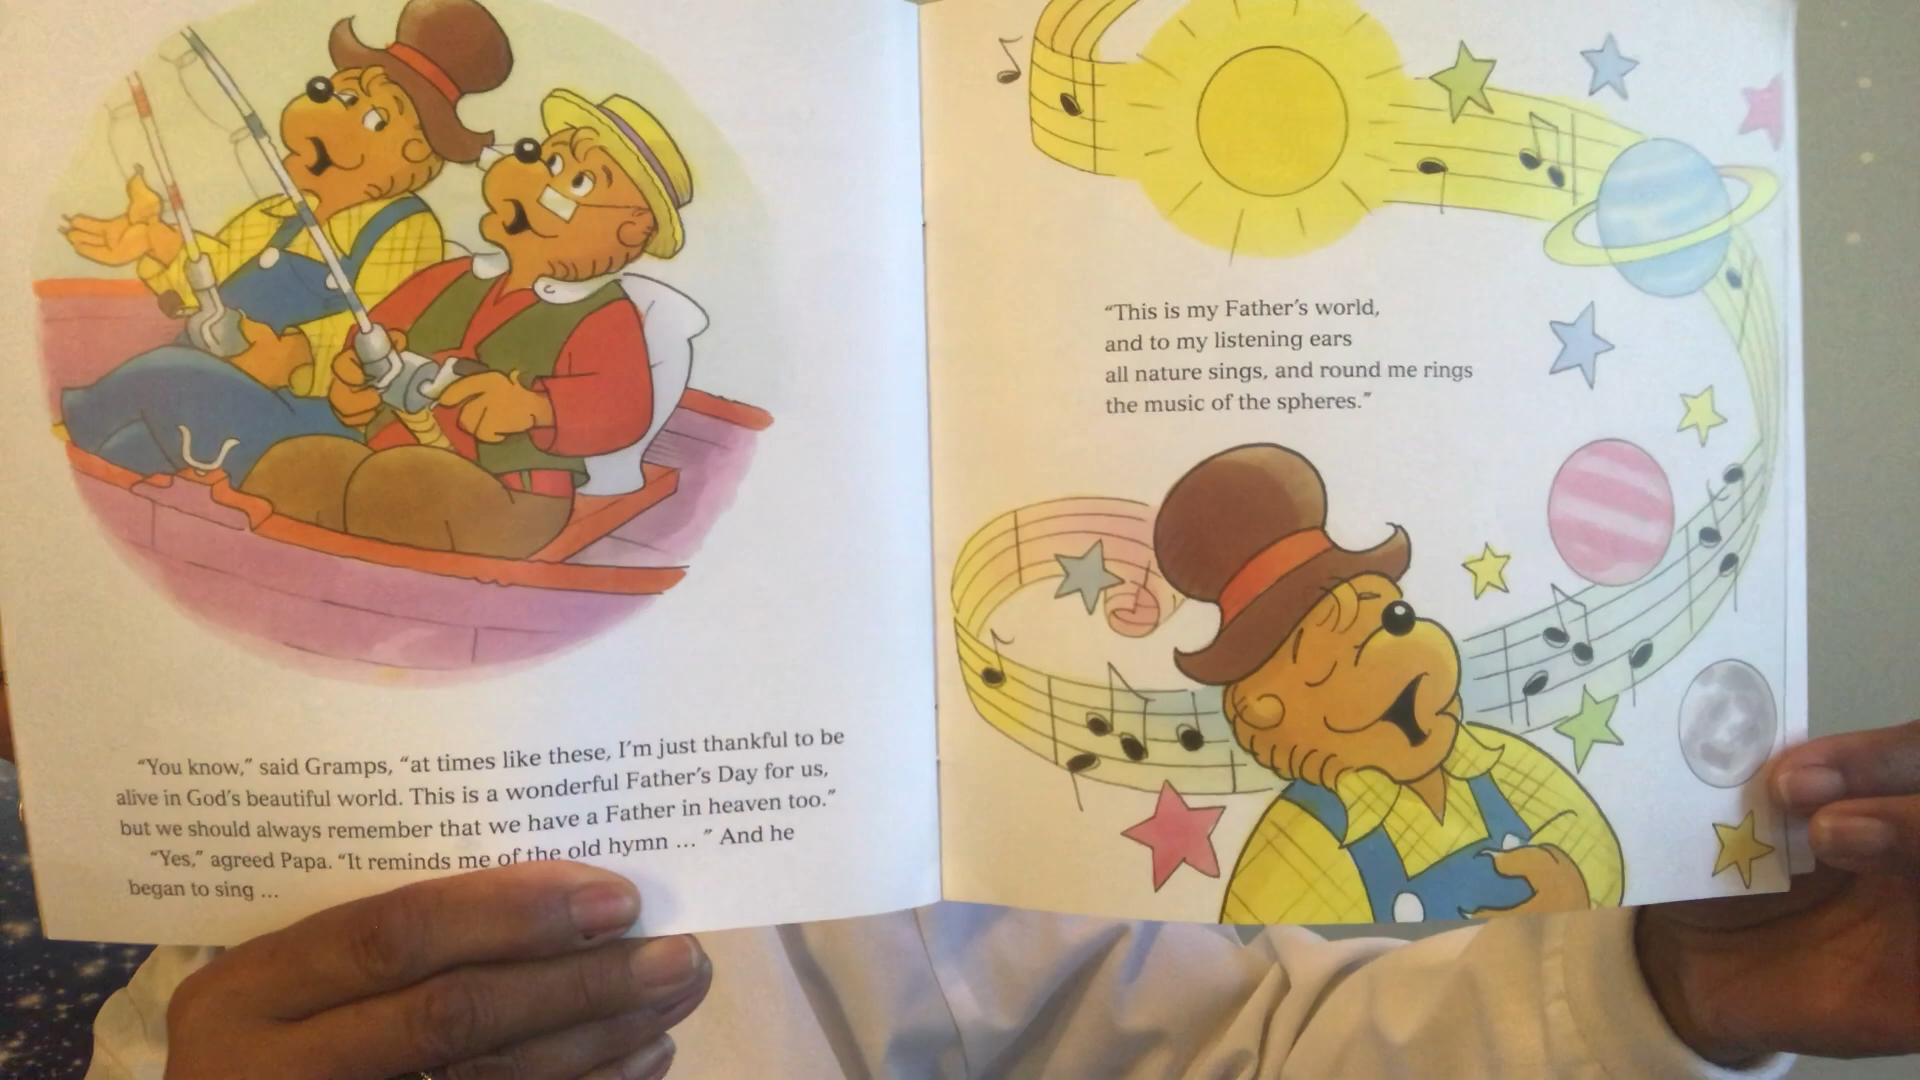 “You know,” said Gramps, “at times like these, I’m just thankful to be
alive in God’s beautiful world. This is a wonderful Father’s Day for us,
but we should always remember that we have a Father in heaven too.”
“Yes,” agreed Papa. “It reminds me of the old hymn ... ” And he
began to sing ...
“This is my Father’s world,
and to my listening ears
all nature sings, and round me rings
the music of the spheres.”